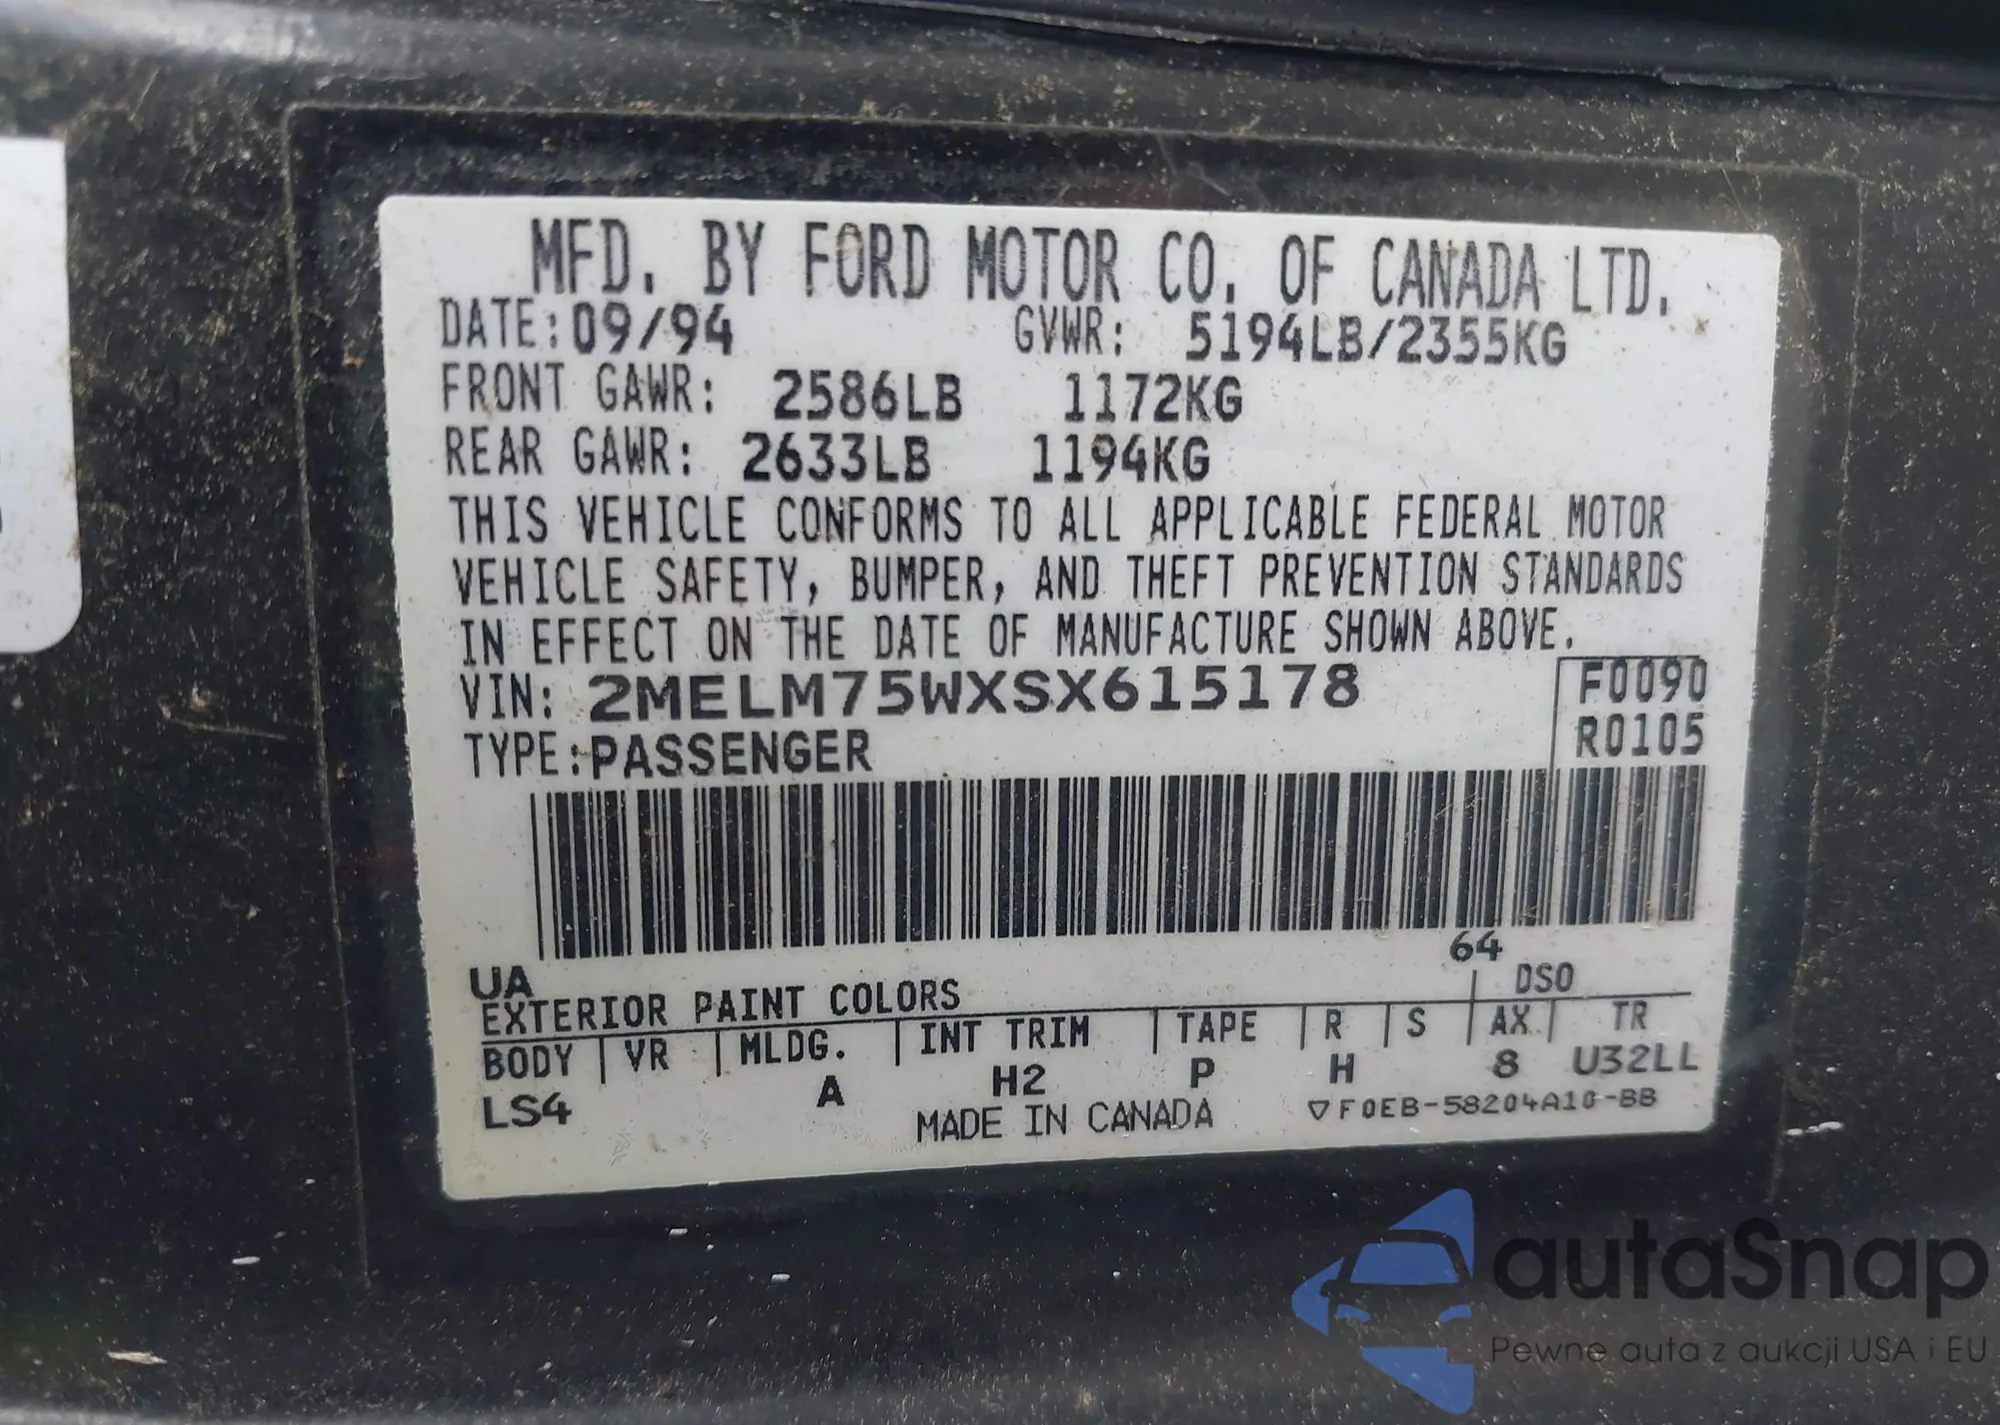 MFD. BY FORD MOTOR CO. OF CANADA LTD.
DATE: 09/94 GVWR: 5194LB/2355KG
FRONT GAWR: 2586LB 1172KG
REAR GAWR: 2633LB 1194KG
THIS VEHICLE CONFORMS TO ALL APPLICABLE FEDERAL MOTOR
VEHICLE SAFETY, BUMPER, AND THEFT PREVENTION STANDARDS
IN EFFECT ON THE DATE OF MANUFACTURE SHOWN ABOVE.
VIN: 2MELM75WXSX615178 F0090
TYPE: PASSENGER R0105
64
UA DSO
EXTERIOR PAINT COLORS
BODY VR MLDG. INT TRIM TAPE R S AX TR
LS4 A H2 P H 8 U32LL
MADE IN CANADA ▽F0EB-58204A10-BB
autaSnap
Pewne auta z aukcji USA i EU